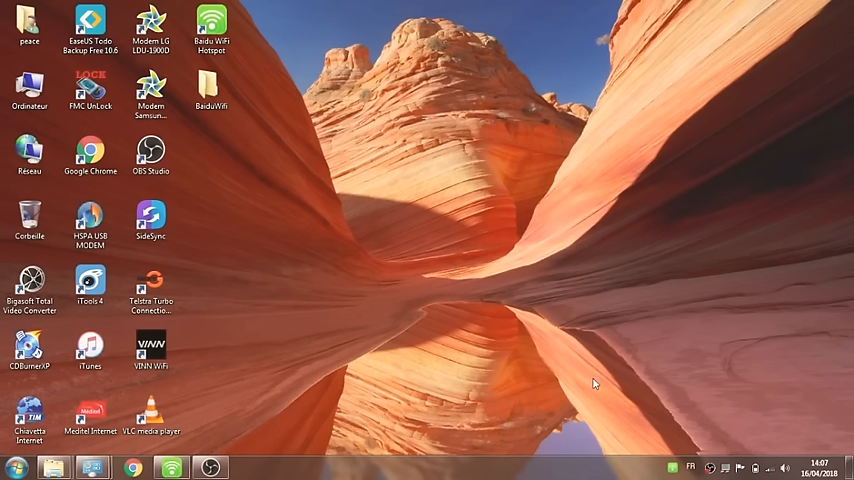 peace
EaseUS Todo
Backup Free 10.6
Modem LG
LDU-1900D
Baidu WiFi
Hotspot
LOCK
Ordinateur
FMC UnLock
Modem
Samsun...
BaiduWifi
Réseau
Google Chrome
OBS Studio
Corbeille
HSPA USB
MODEM
SideSync
Bigasoft Total
Video Converter
iTools 4
Telstra Turbo
Connectio...
VINN
CDBurnerXP
iTunes
VINN WiFi
TIM
Meditel
Chiavetta
Internet
Meditel Internet
VLC media player
FR
14:07
16/04/2018